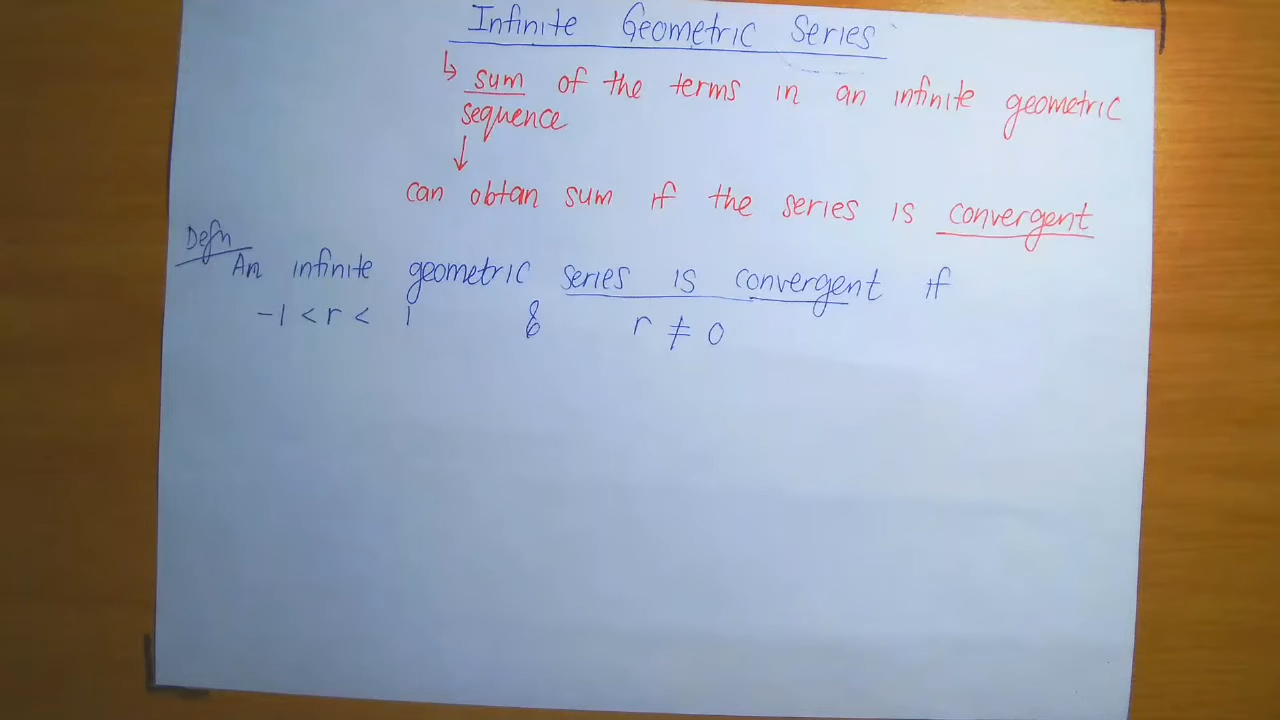 Infinite Geometric Series
↳ sum of the terms in an infinite geometric
sequence
↓
can obtan sum if the series is convergent
Defn
An infinite geometric series is convergent if
-1 < r < 1 & r ≠ 0